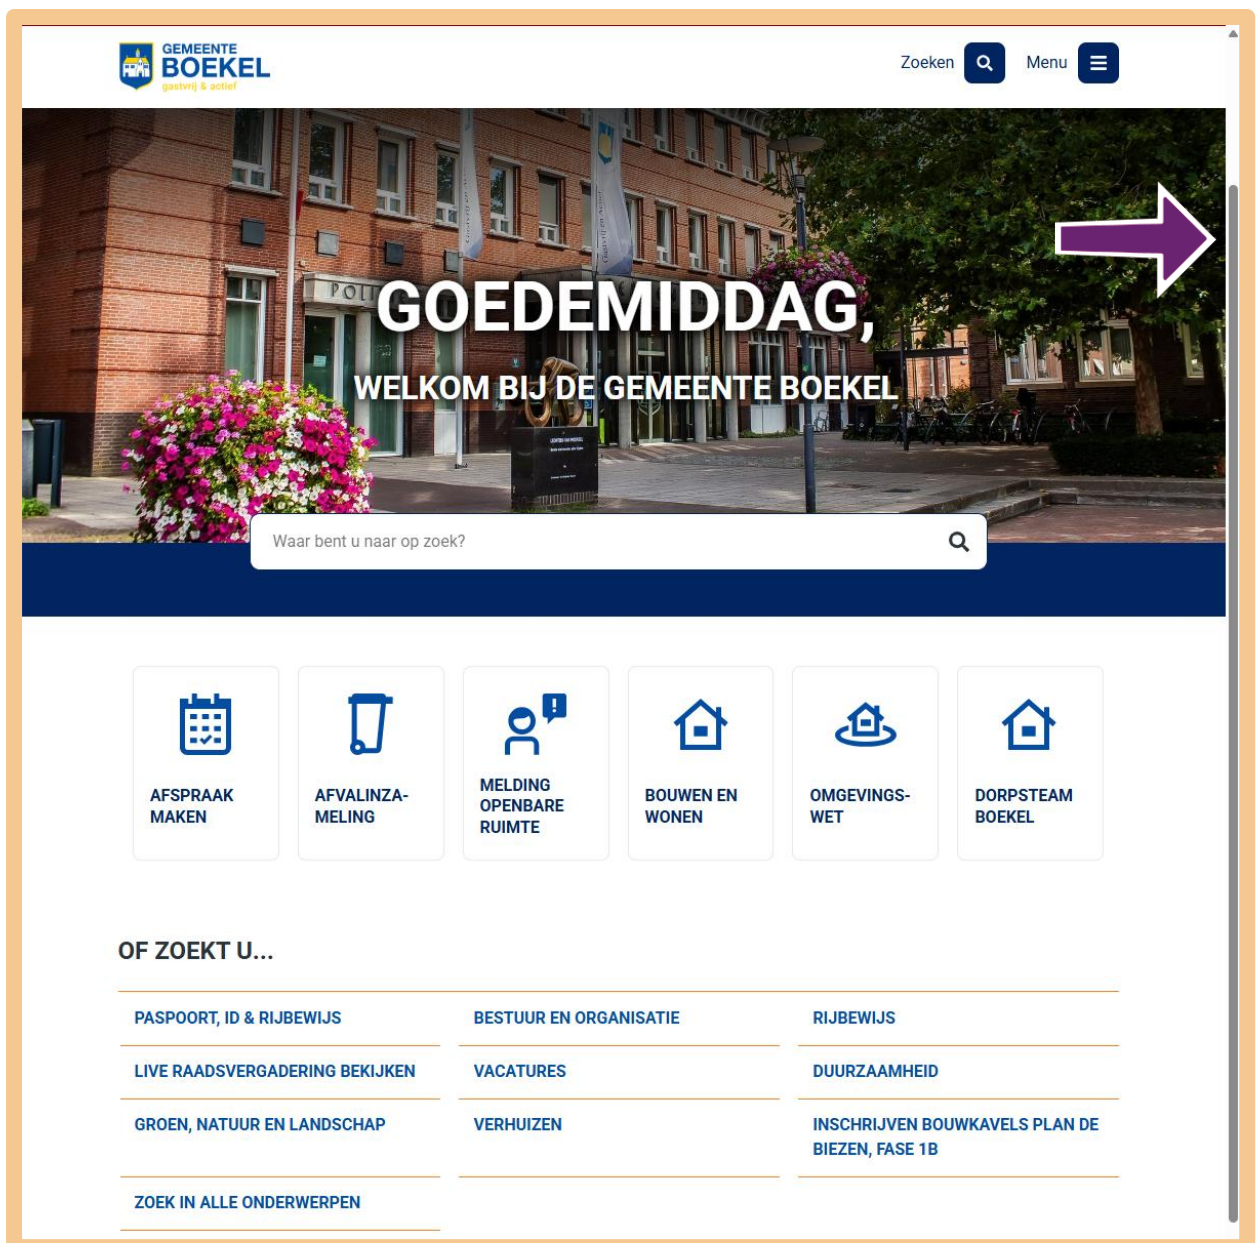 GEMEENTE
BOEKEL
gastvrij & actief
Zoeken
Menu
POLI
GOEDEMIDDAG,
WELKOM BIJ DE GEMEENTE BOEKEL
Waar bent u naar op zoek?
AFSPRAAK
MAKEN
AFVALINZA-
MELING
MELDING
OPENBARE
RUIMTE
BOUWEN EN
WONEN
OMGEVINGS-
WET
DORPSTEAM
BOEKEL
OF ZOEKT U...
PASPOORT, ID & RIJBEWIJS
BESTUUR EN ORGANISATIE
RIJBEWIJS
LIVE RAADSVERGADERING BEKIJKEN
VACATURES
DUURZAAMHEID
GROEN, NATUUR EN LANDSCHAP
VERHUIZEN
INSCHRIJVEN BOUWKAVELS PLAN DE
BIEZEN, FASE 1B
ZOEK IN ALLE ONDERWERPEN